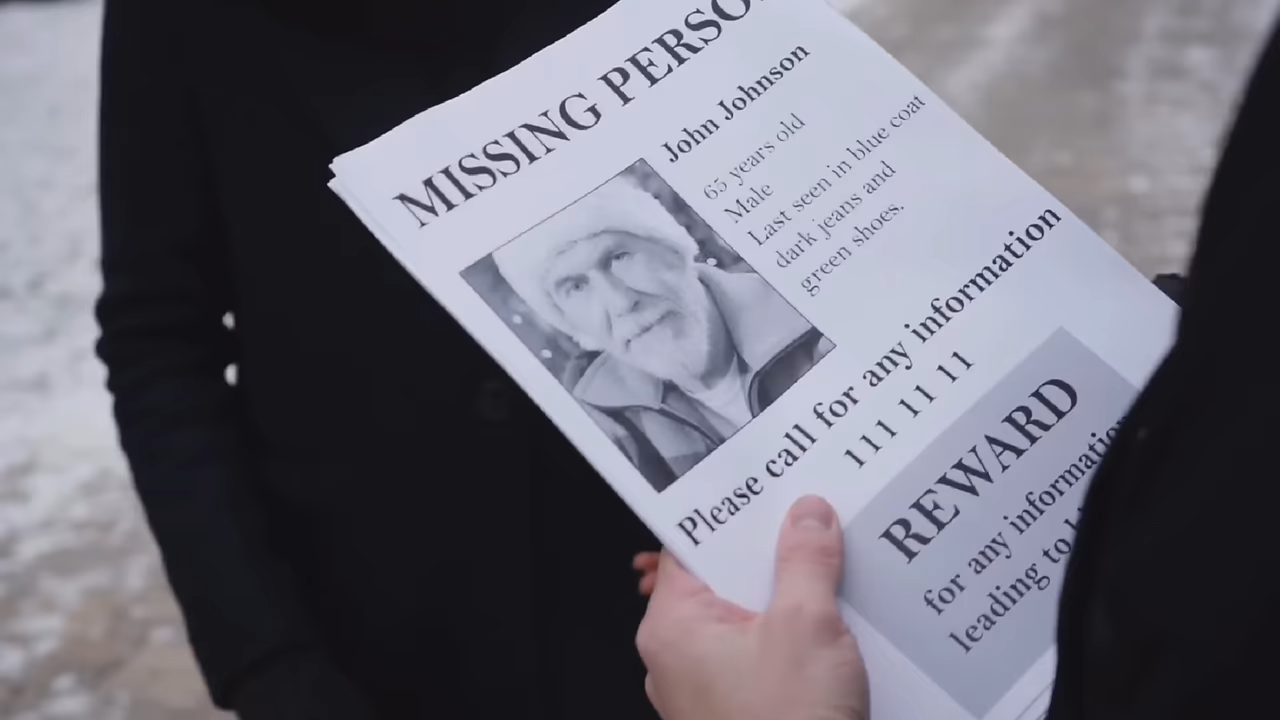 MISSING PERSO
John Johnson
65 years old
Male
Last seen in blue coat
dark jeans and
green shoes.
Please call for any information
111 11 11 11
REWARD
for any information
leading to